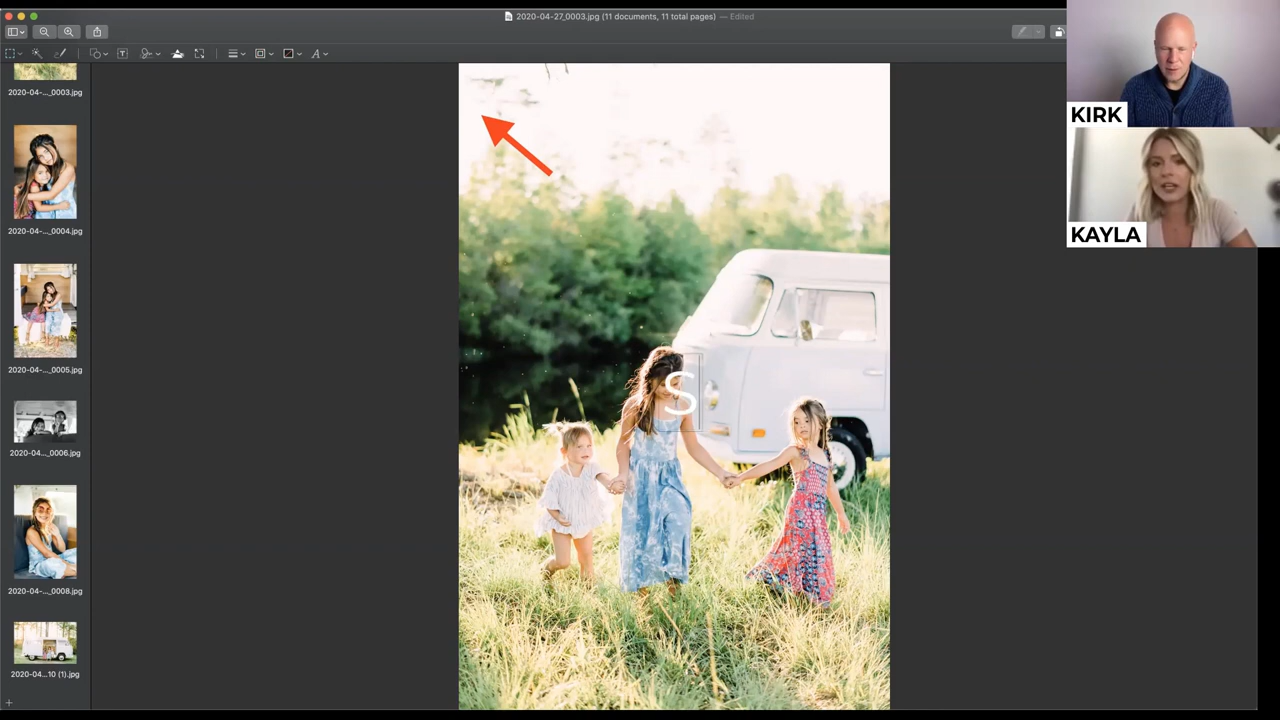 2020-04-27_0003.jpg (11 documents, 11 total pages) — Edited
KIRK
KAYLA
2020-04-..._0003.jpg
2020-04-..._0004.jpg
2020-04-..._0005.jpg
2020-04..._0006.jpg
2020-04-..._0008.jpg
2020-04...10 (1).jpg
S